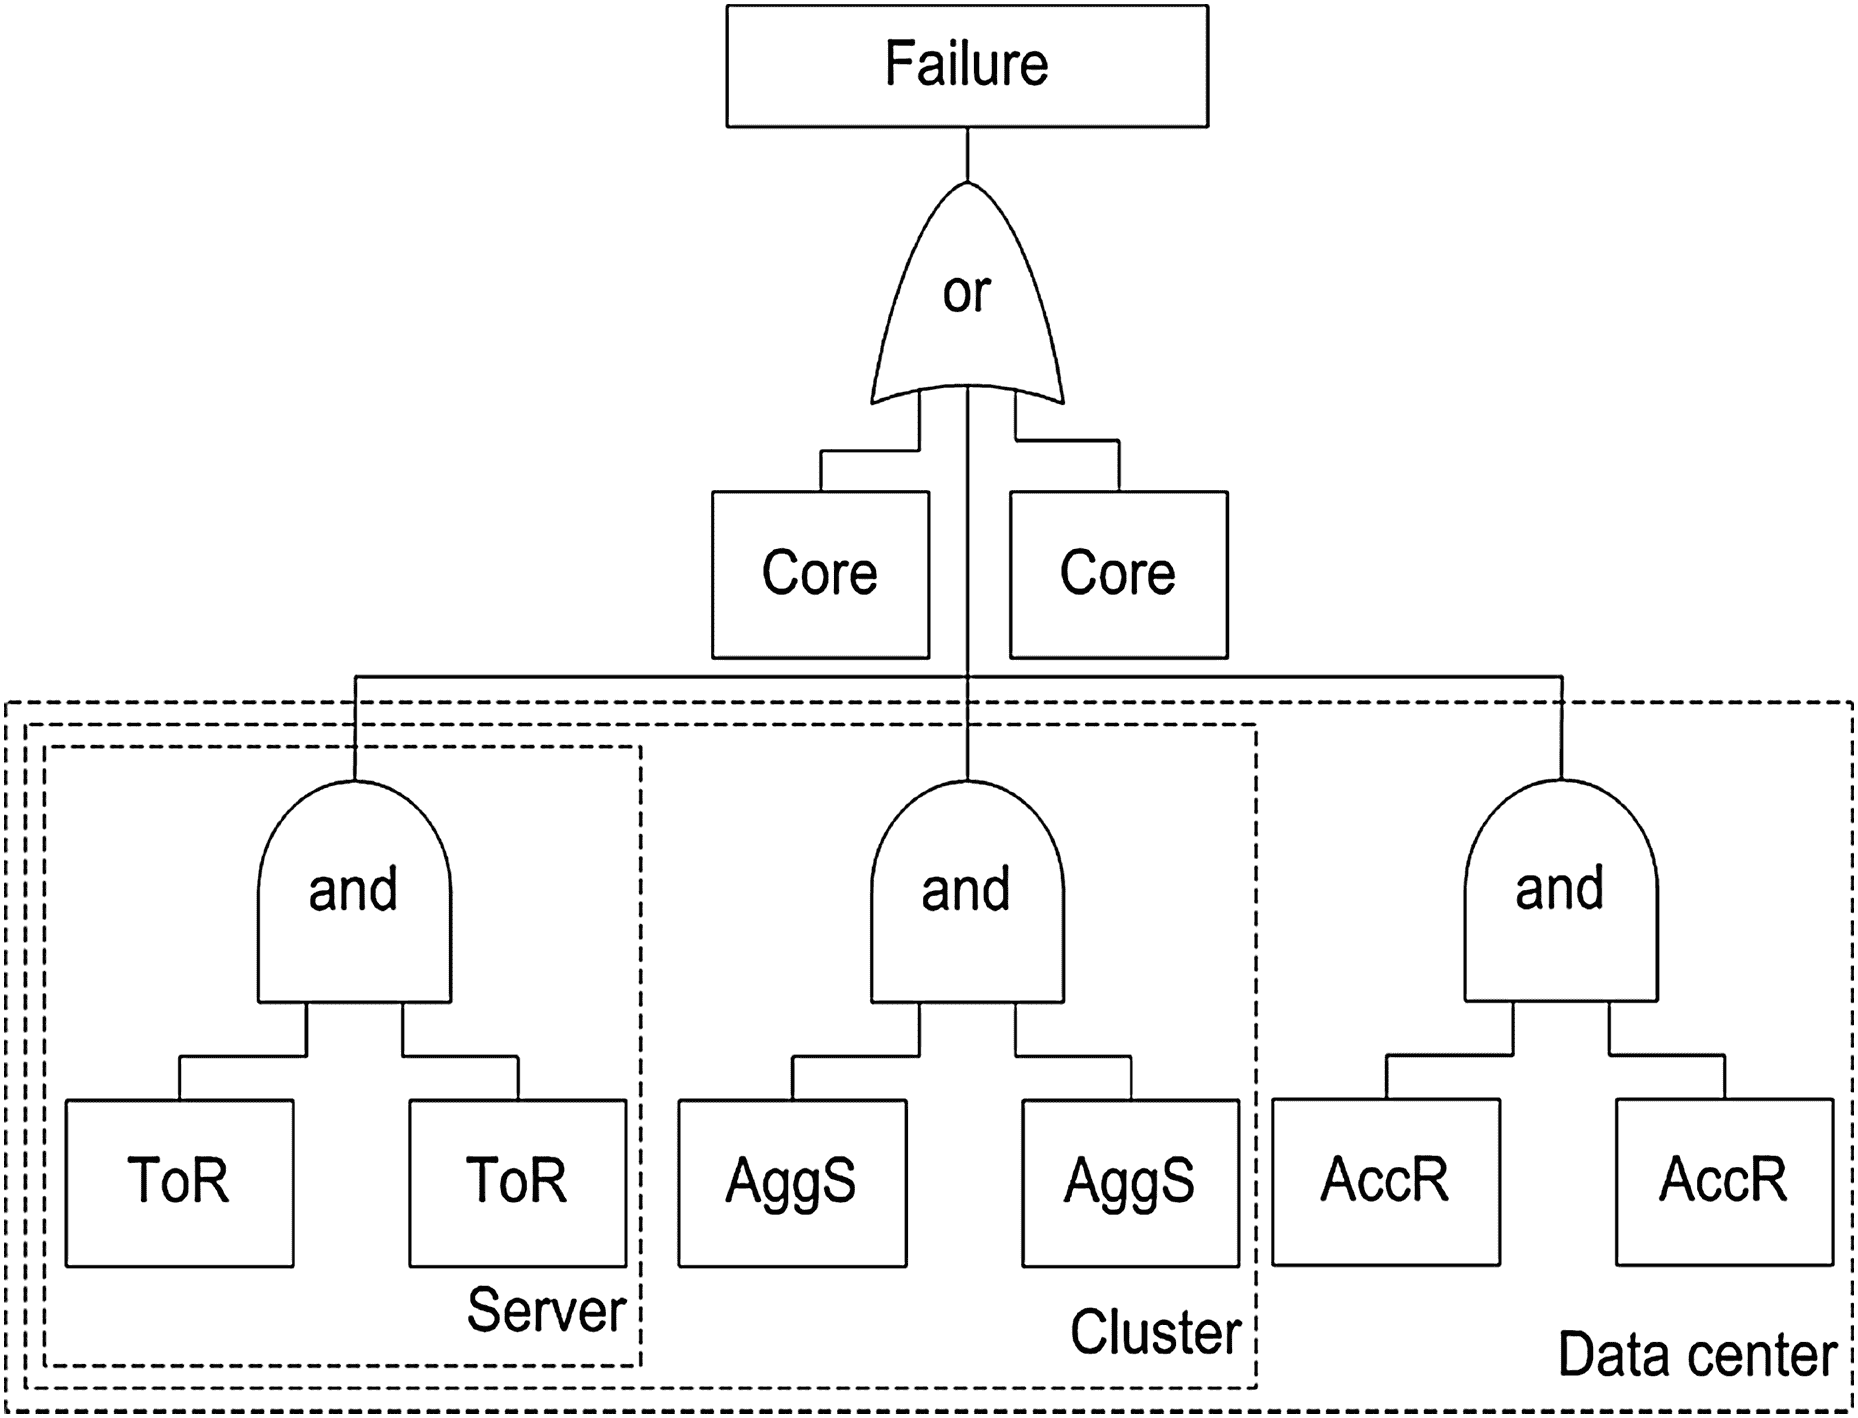 Failure
or
Core
Core
and
and
and
ToR
ToR
AggS
AggS
AccR
AccR
Server
Cluster
Data center